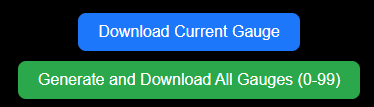 Download Current Gauge
Generate and Download All Gauges (0-99)